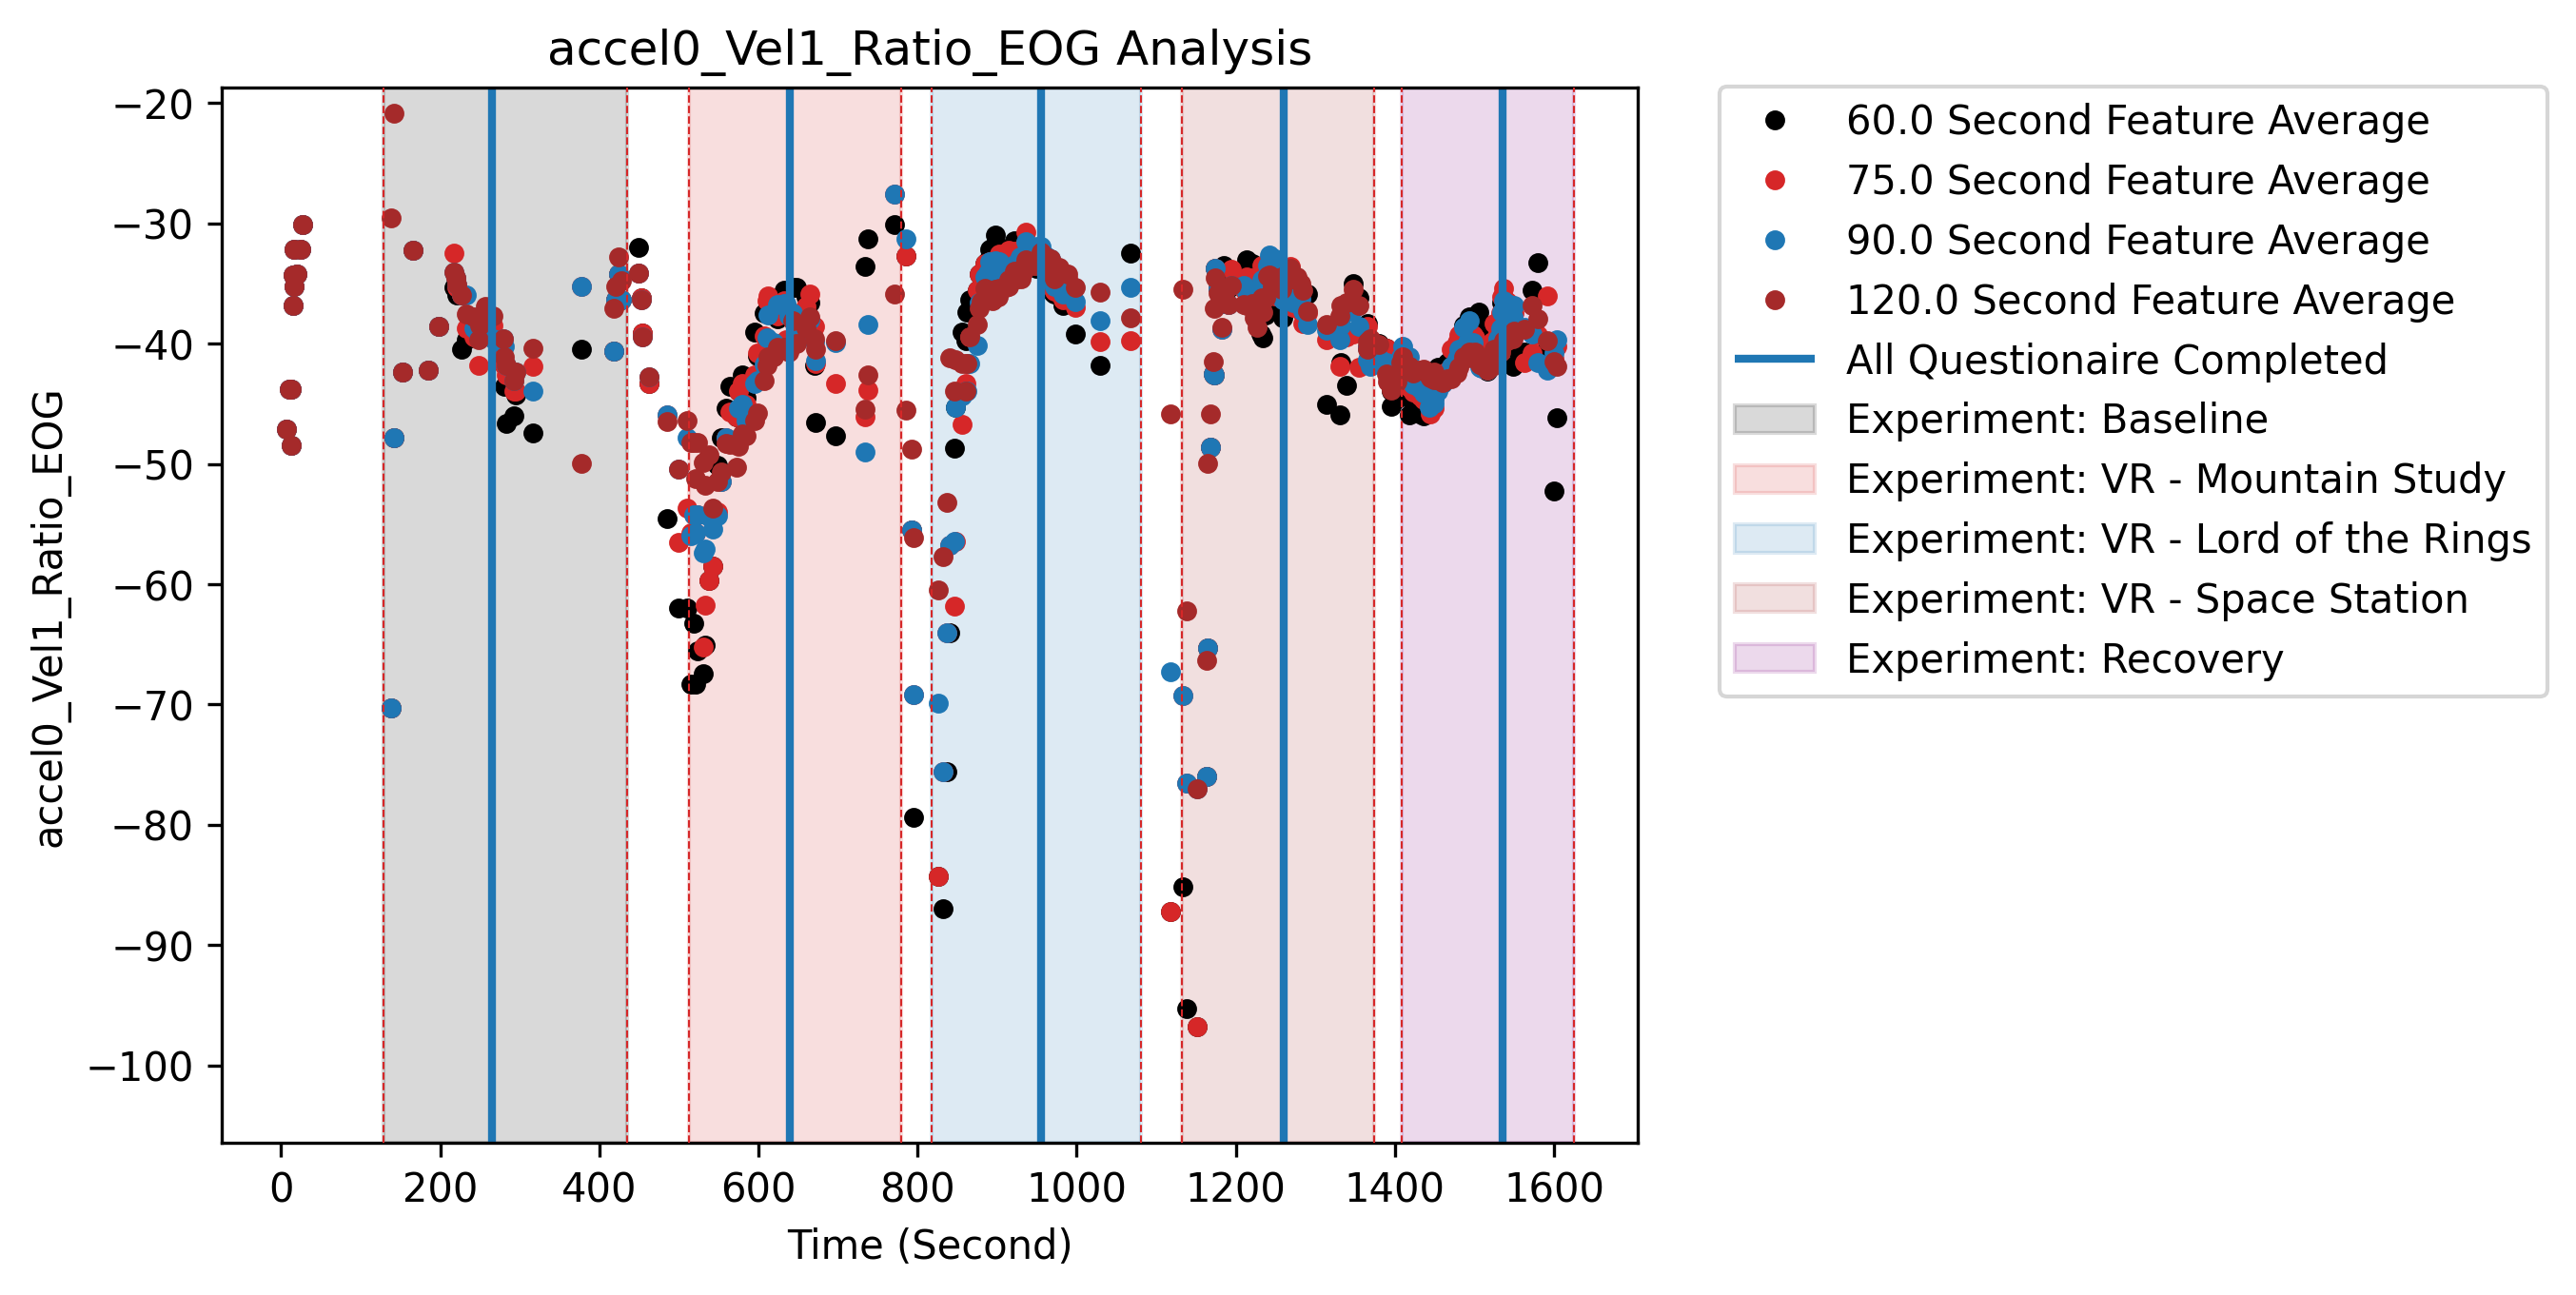 accel0_Vel1_Ratio_EOG Analysis
accel0_Vel1_Ratio_EOG
−20
−30
−40
−50
−60
−70
−80
−90
−100
0 200 400 600 800 1000 1200 1400 1600
Time (Second)
60.0 Second Feature Average
75.0 Second Feature Average
90.0 Second Feature Average
120.0 Second Feature Average
All Questionaire Completed
Experiment: Baseline
Experiment: VR - Mountain Study
Experiment: VR - Lord of the Rings
Experiment: VR - Space Station
Experiment: Recovery